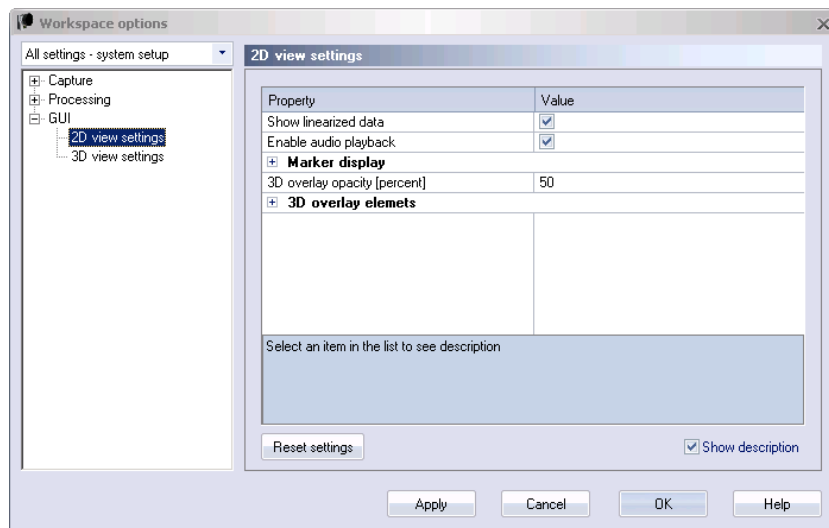 Workspace options
All settings - system setup
Capture
Processing
GUI
2D view settings
3D view settings
2D view settings
Property Value
Show linearized data
Enable audio playback
Marker display
3D overlay opacity [percent] 50
3D overlay elemets
Select an item in the list to see description
Reset settings
Show description
Apply Cancel OK Help